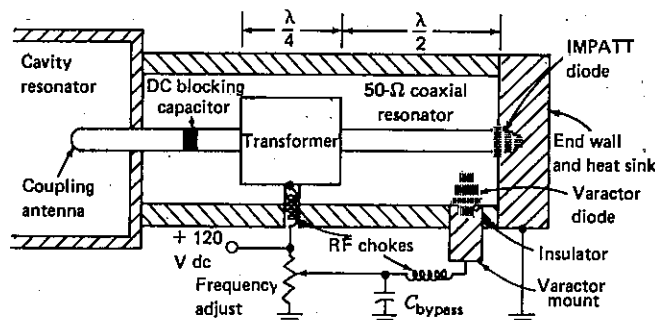 λ
4
λ
2
IMPATT
diode
Cavity
resonator
DC blocking
capacitor
50-Ω coaxial
resonator
Transformer
End wall
and heat sink
Coupling
antenna
Varactor
diode
+ 120
V dc
RF chokes
Insulator
Frequency
adjust
C bypass
Varactor
mount